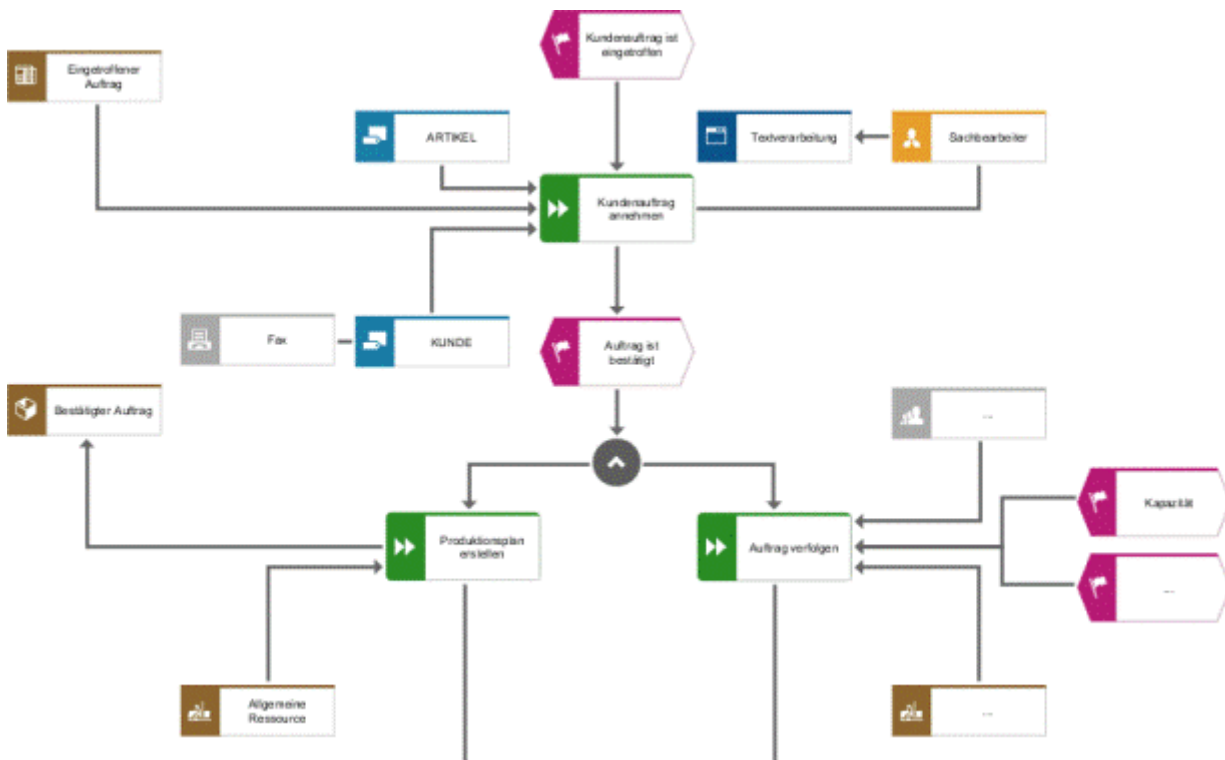 Kundenauftrag ist
eingetroffen
Eingetroffener
Auftrag
ARTIKEL
Textverarbeitung
Sachbearbeiter
Kundenauftrag
annehmen
Fax
KUNDE
Auftrag ist
bestätigt
Bestätigter Auftrag
...
Kapazität
Produktionsplan
erstellen
Auftrag verfolgen
...
Allgemeine
Ressource
...